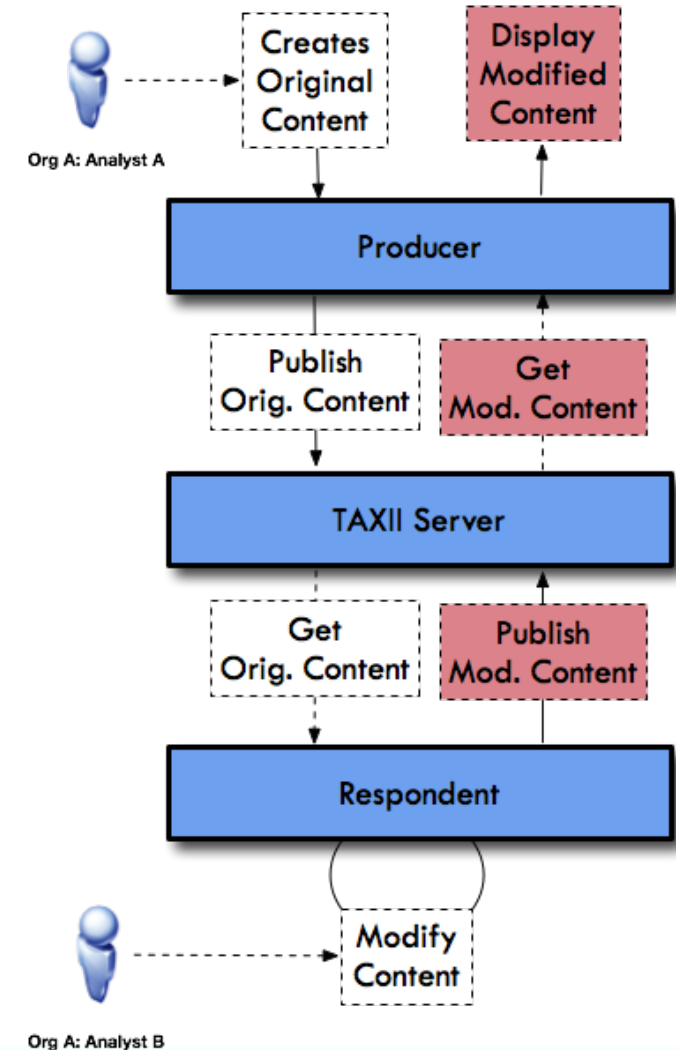 Creates
Original
Content
Display
Modified
Content
Org A: Analyst A
Producer
Publish
Orig. Content
Get
Mod. Content
TAXII Server
Get
Orig. Content
Publish
Mod. Content
Respondent
Modify
Content
Org A: Analyst B